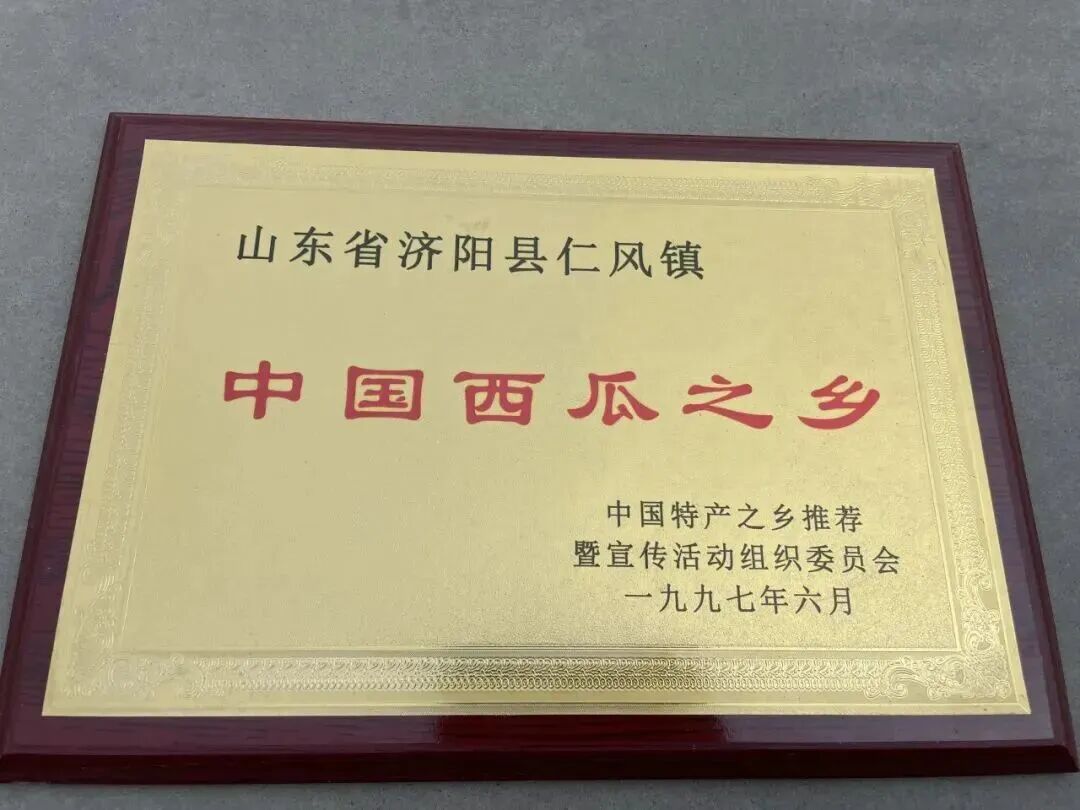 山东省济阳县仁风镇
中国西瓜之乡
中国特产之乡推荐
暨宣传活动组织委员会
一九九七年六月